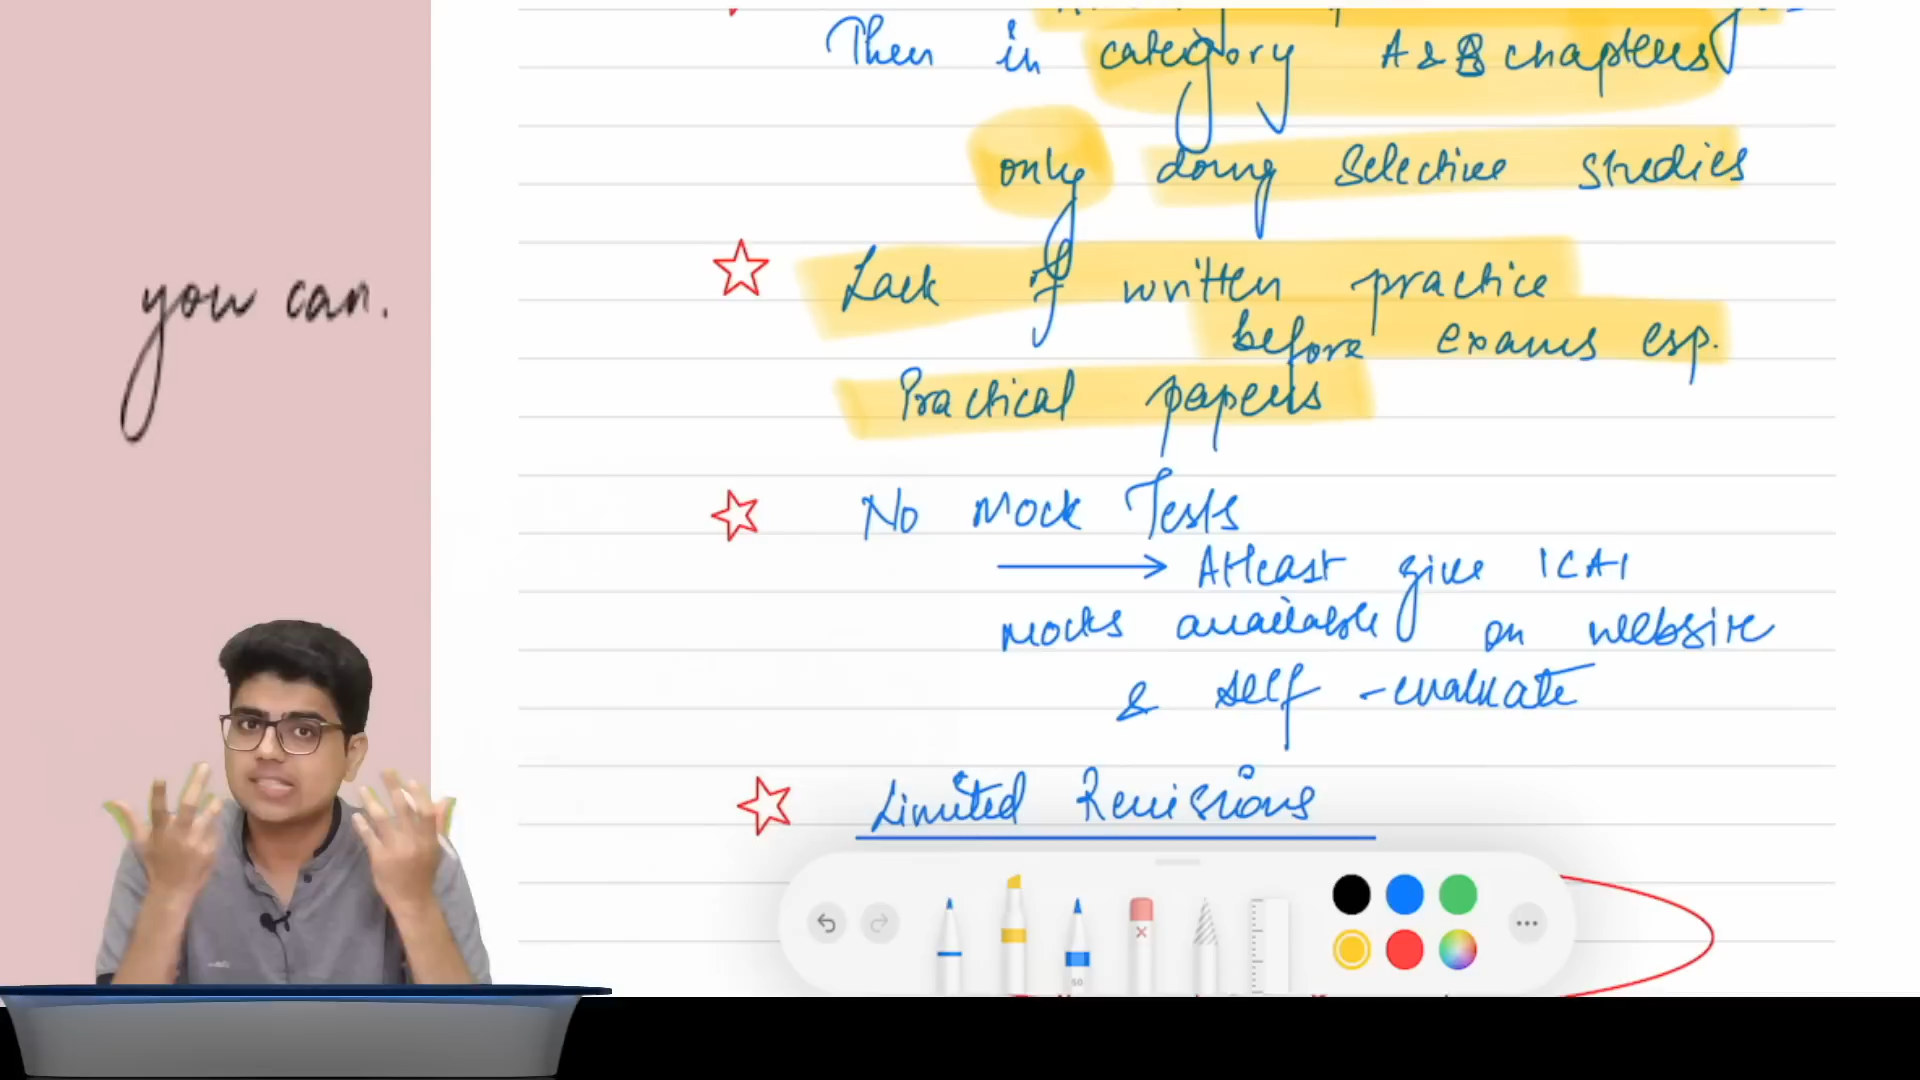 Then in category A & B chapters
only doing Selective studies
Lack of written practice
before exams esp.
Practical papers
No Mock Tests
Atleast give ICAI
mocks available on website
& self-evaluate
Limited Revisions
you can.
50